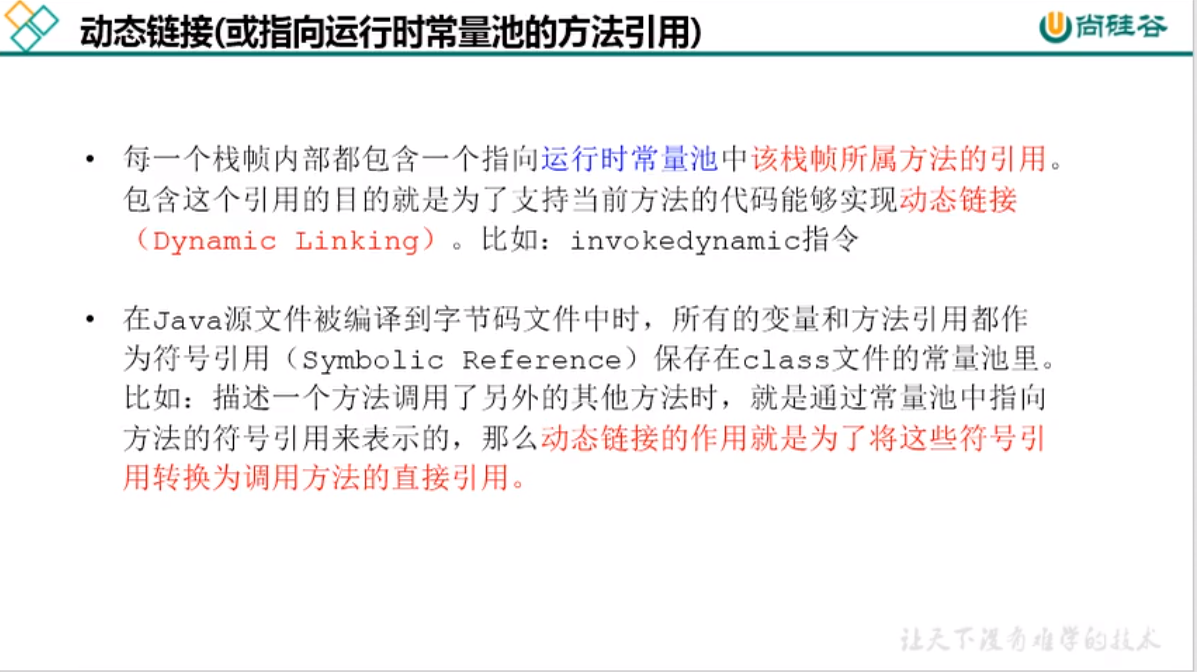 动态链接(或指向运行时常量池的方法引用)
尚硅谷
• 每一个栈帧内部都包含一个指向运行时常量池中该栈帧所属方法的引用。
包含这个引用的目的就是为了支持当前方法的代码能够实现动态链接
（Dynamic Linking）。比如：invokedynamic指令
• 在Java源文件被编译到字节码文件中时，所有的变量和方法引用都作
为符号引用（Symbolic Reference）保存在class文件的常量池里。
比如：描述一个方法调用了另外的其他方法时，就是通过常量池中指向
方法的符号引用来表示的，那么动态链接的作用就是为了将这些符号引
用转换为调用方法的直接引用。
让天下没有难学的技术